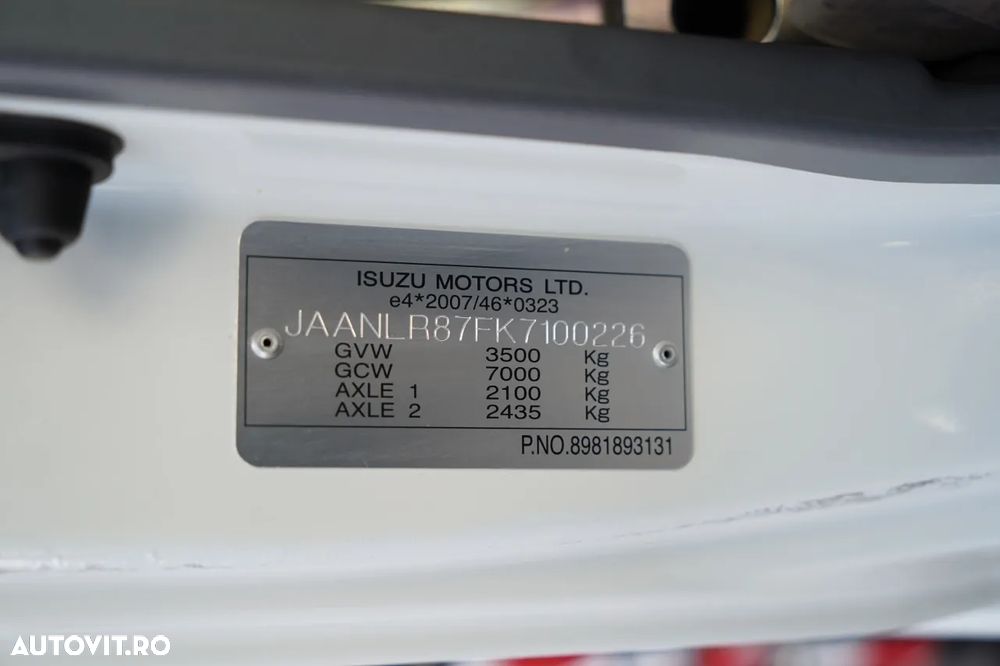 ISUZU MOTORS LTD.
e4*2007/46*0323
JAANLR87FK7100226
GVW 3500 Kg
GCW 7000 Kg
AXLE 1 2100 Kg
AXLE 2 2435 Kg
P.NO.8981893131
AUTOVIT.RO